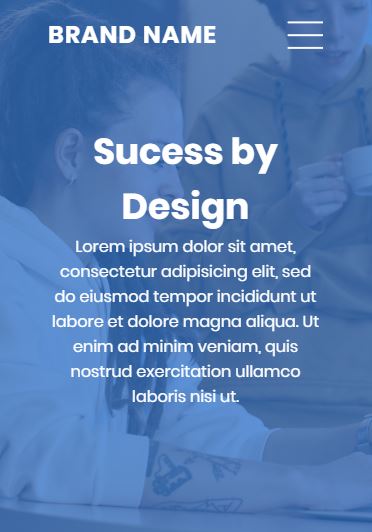 BRAND NAME
Sucess by
Design
Lorem ipsum dolor sit amet,
consectetur adipisicing elit, sed
do eiusmod tempor incididunt ut
labore et dolore magna aliqua. Ut
enim ad minim veniam, quis
nostrud exercitation ullamco
laboris nisi ut.